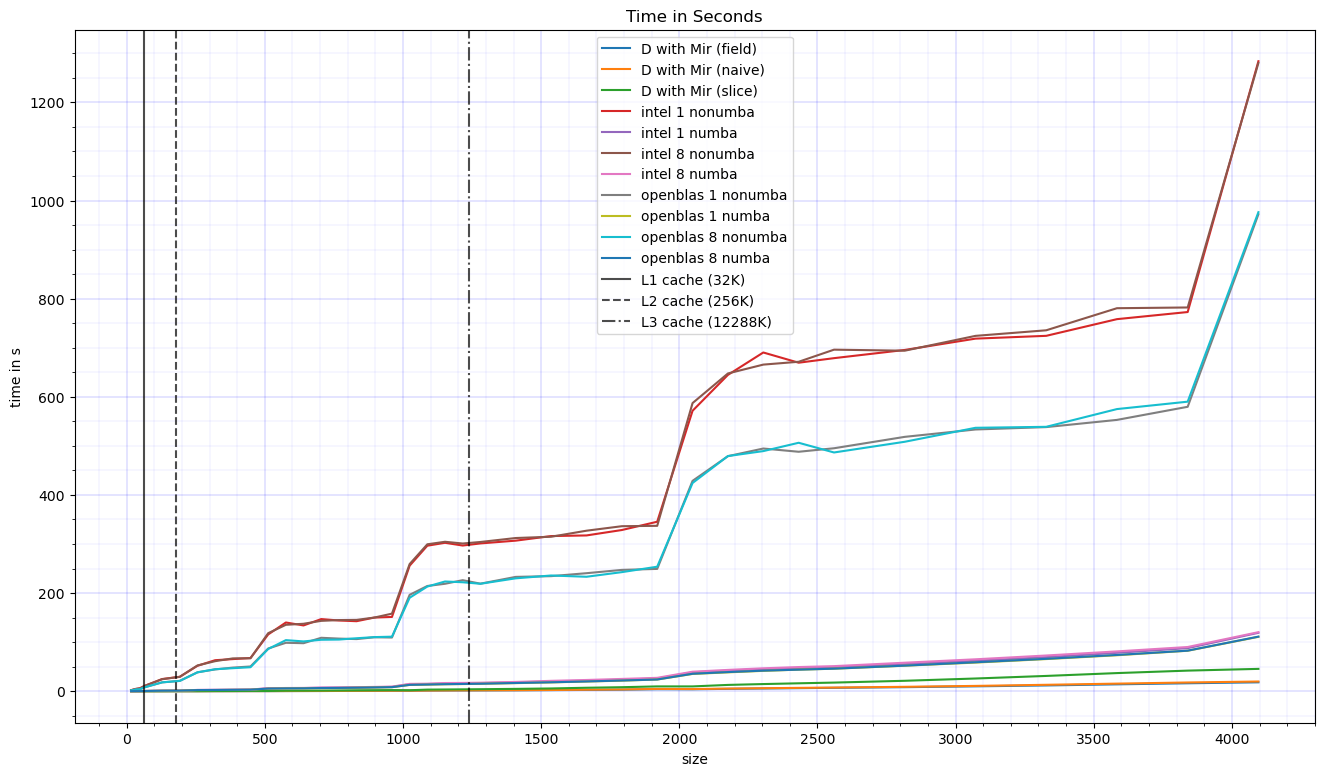 Time in Seconds
D with Mir (field)
D with Mir (naive)
D with Mir (slice)
intel 1 nonumba
intel 1 numba
intel 8 nonumba
intel 8 numba
openblas 1 nonumba
openblas 1 numba
openblas 8 nonumba
openblas 8 numba
L1 cache (32K)
L2 cache (256K)
L3 cache (12288K)
time in s
1200
1000
800
600
400
200
0
0 500 1000 1500 2000 2500 3000 3500 4000
size